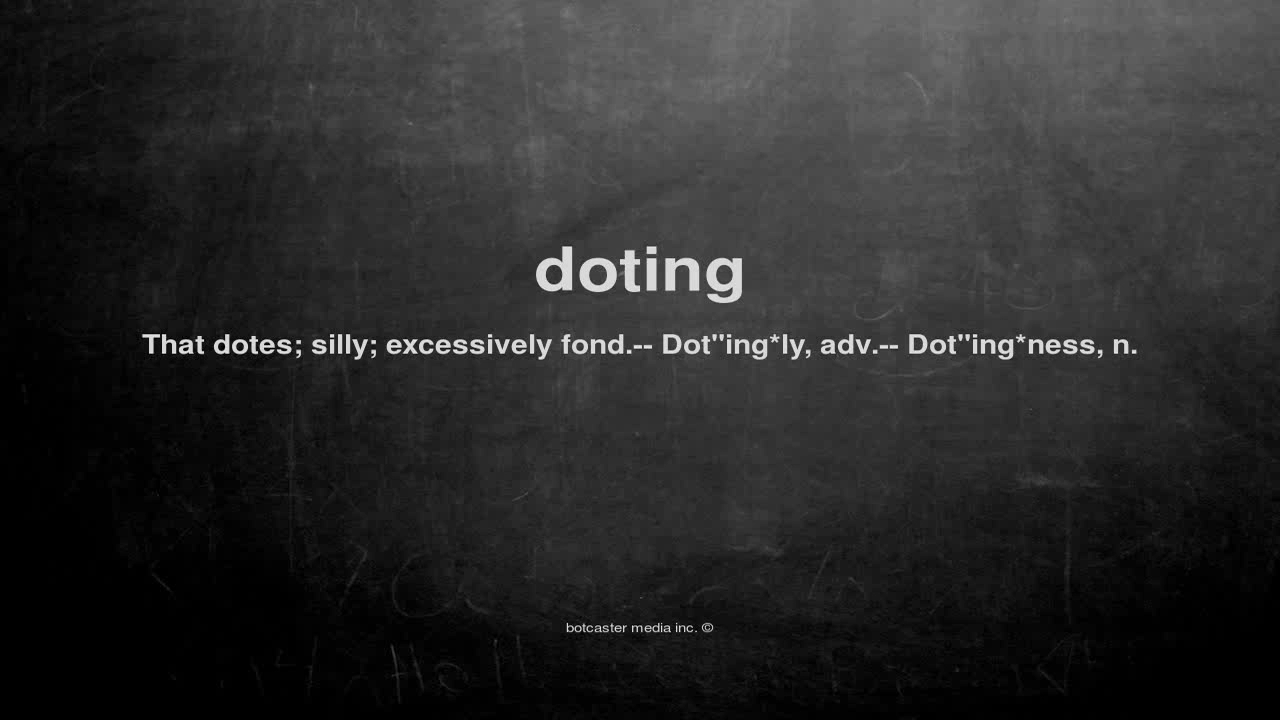 doting
That dotes; silly; excessively fond.-- Dot"ing*ly, adv.-- Dot"ing*ness, n.
botcaster media inc. ©